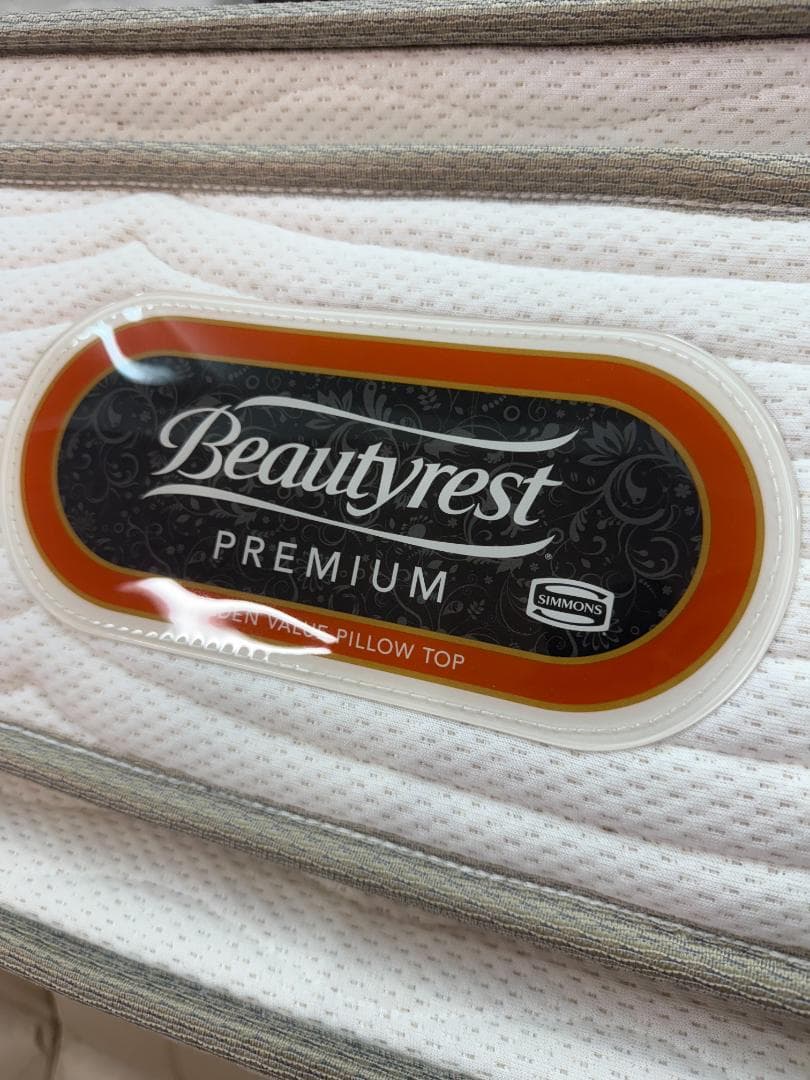 Beautyrest
PREMIUM
SIMMONS
VALUE PILLOW TOP